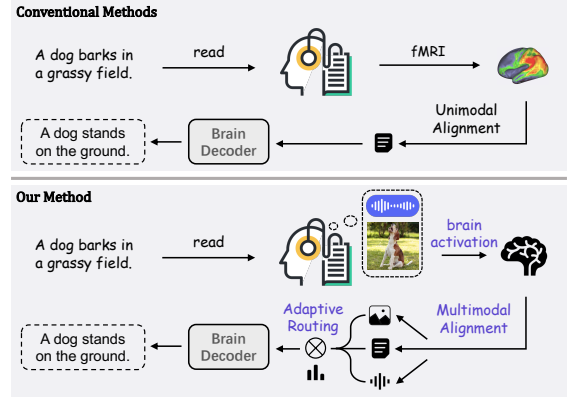 Conventional Methods
A dog barks in
a grassy field.
read
fMRI
Unimodal
Alignment
A dog stands
on the ground.
Brain
Decoder
Our Method
A dog barks in
a grassy field.
read
brain
activation
Adaptive
Routing
Multimodal
Alignment
A dog stands
on the ground.
Brain
Decoder